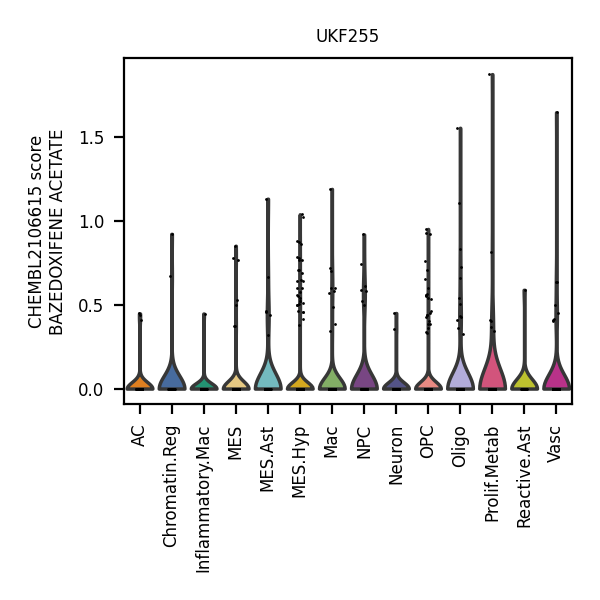 UKF255
CHEMBL2106615 score
BAZEDOXIFENE ACETATE
1.5
1.0
0.5
0.0
AC
Chromatin.Reg
Inflammatory.Mac
MES
MES.Ast
MES.Hyp
Mac
NPC
Neuron
OPC
Oligo
Prolif.Metab
Reactive.Ast
Vasc